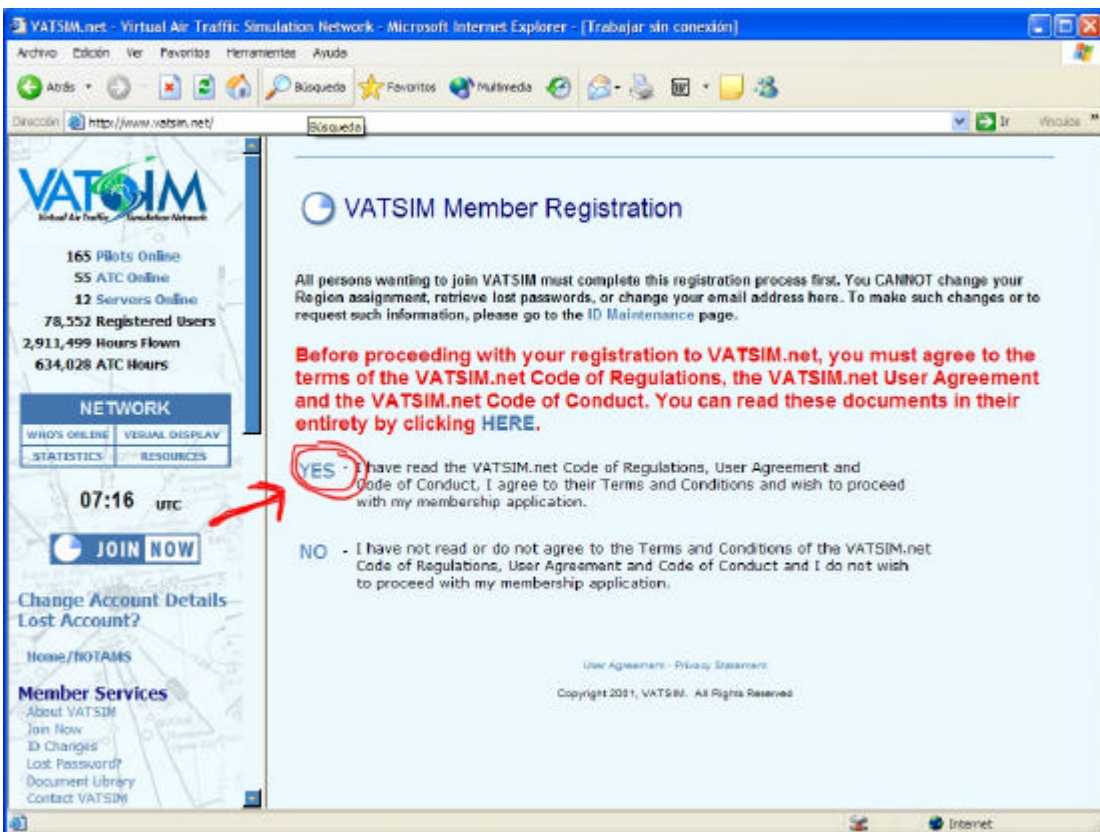 VATSIM.net - Virtual Air Traffic Simulation Network - Microsoft Internet Explorer - [Trabajar sin conexión]
Archivo Edición Ver Favoritos Herramientas Ayuda
Atrás Búsqueda Favoritos Multimedia
Dirección http://www.vatsim.net/ Ir Vínculos »
Búsqueda
VATSIM
Virtual Air Traffic Simulation Network
165 Pilots Online
55 ATC Online
12 Servers Online
78,552 Registered Users
2,911,499 Hours Flown
634,028 ATC Hours
NETWORK
WHO'S ONLINE VISUAL DISPLAY
STATISTICS RESOURCES
07:16 UTC
JOIN NOW
Change Account Details
Lost Account?
Home/NOTAMS
Member Services
About VATSIM
Join Now
ID Changes
Lost Password?
Document Library
Contact VATSIM
VATSIM Member Registration
All persons wanting to join VATSIM must complete this registration process first. You CANNOT change your
Region assignment, retrieve lost passwords, or change your email address here. To make such changes or to
request such information, please go to the ID Maintenance page.
Before proceeding with your registration to VATSIM.net, you must agree to the
terms of the VATSIM.net Code of Regulations, the VATSIM.net User Agreement
and the VATSIM.net Code of Conduct. You can read these documents in their
entirety by clicking HERE.
YES - I have read the VATSIM.net Code of Regulations, User Agreement and
Code of Conduct, I agree to their Terms and Conditions and wish to proceed
with my membership application.
NO - I have not read or do not agree to the Terms and Conditions of the VATSIM.net
Code of Regulations, User Agreement and Code of Conduct and I do not wish
to proceed with my membership application.
User Agreement - Privacy Statement
Copyright 2001, VATSIM. All Rights Reserved
Internet